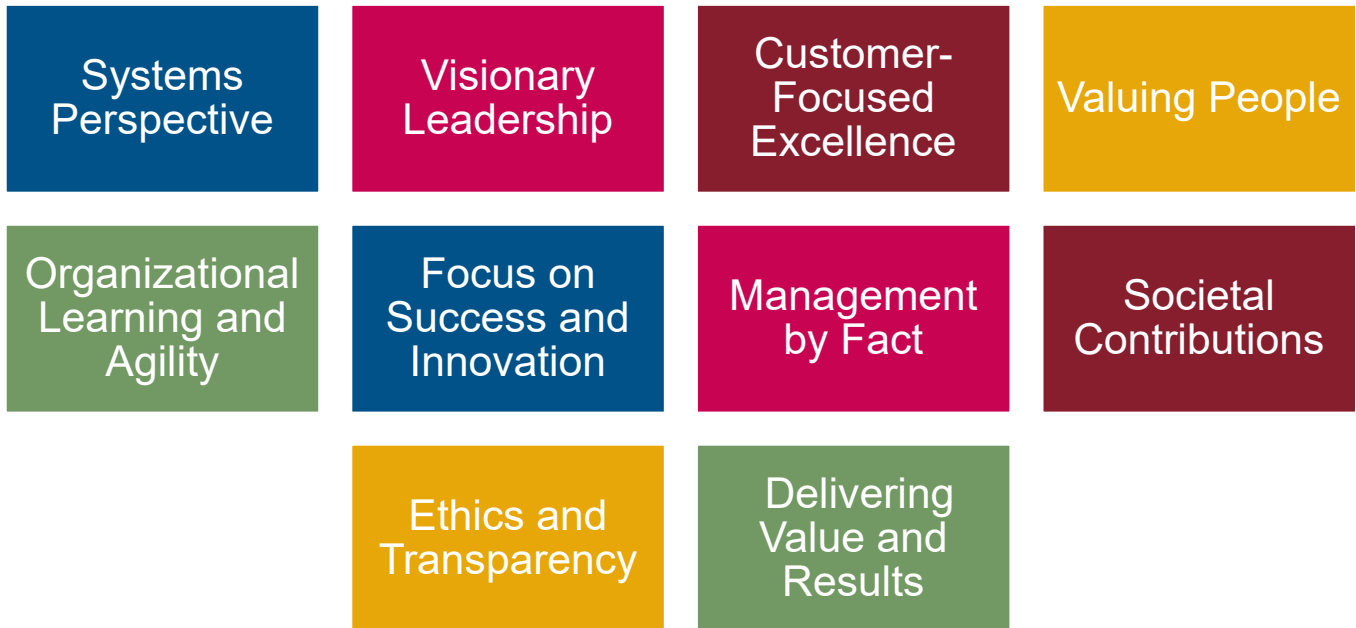 Systems
Perspective
Visionary
Leadership
Customer-
Focused
Excellence
Valuing People
Organizational
Learning and
Agility
Focus on
Success and
Innovation
Management
by Fact
Societal
Contributions
Ethics and
Transparency
Delivering
Value and
Results